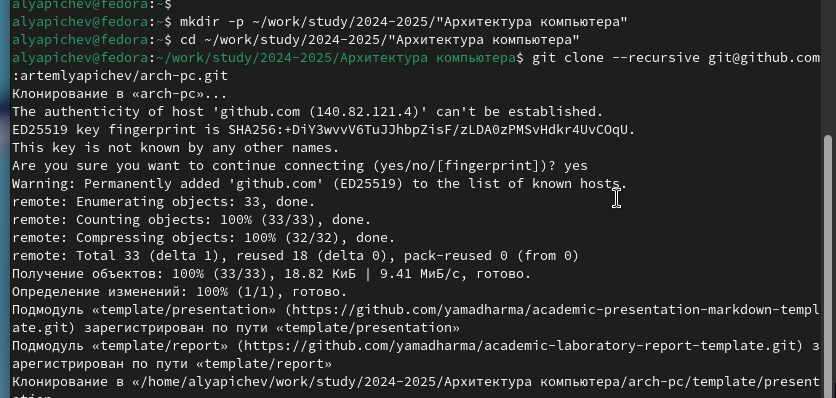 alyapichev@fedora:~$
alyapichev@fedora:~$ mkdir -p ~/work/study/2024-2025/"Архитектура компьютера"
alyapichev@fedora:~$ cd ~/work/study/2024-2025/"Архитектура компьютера"
alyapichev@fedora:~/work/study/2024-2025/Архитектура компьютера$ git clone --recursive git@github.com
:artemlyapichev/arch-pc.git
Клонирование в «arch-pc»...
The authenticity of host 'github.com (140.82.121.4)' can't be established.
ED25519 key fingerprint is SHA256:+DiY3wvvV6TuJJhbpZisF/zLDA0zPMSvHdkr4UvCOqU.
This key is not known by any other names.
Are you sure you want to continue connecting (yes/no/[fingerprint])? yes
Warning: Permanently added 'github.com' (ED25519) to the list of known hosts.
remote: Enumerating objects: 33, done.
remote: Counting objects: 100% (33/33), done.
remote: Compressing objects: 100% (32/32), done.
remote: Total 33 (delta 1), reused 18 (delta 0), pack-reused 0 (from 0)
Получение объектов: 100% (33/33), 18.82 КиБ | 9.41 МиБ/с, готово.
Определение изменений: 100% (1/1), готово.
Подмодуль «template/presentation» (https://github.com/yamadharma/academic-presentation-markdown-templ
ate.git) зарегистрирован по пути «template/presentation»
Подмодуль «template/report» (https://github.com/yamadharma/academic-laboratory-report-template.git) з
арегистрирован по пути «template/report»
Клонирование в «/home/alyapichev/work/study/2024-2025/Архитектура компьютера/arch-pc/template/present